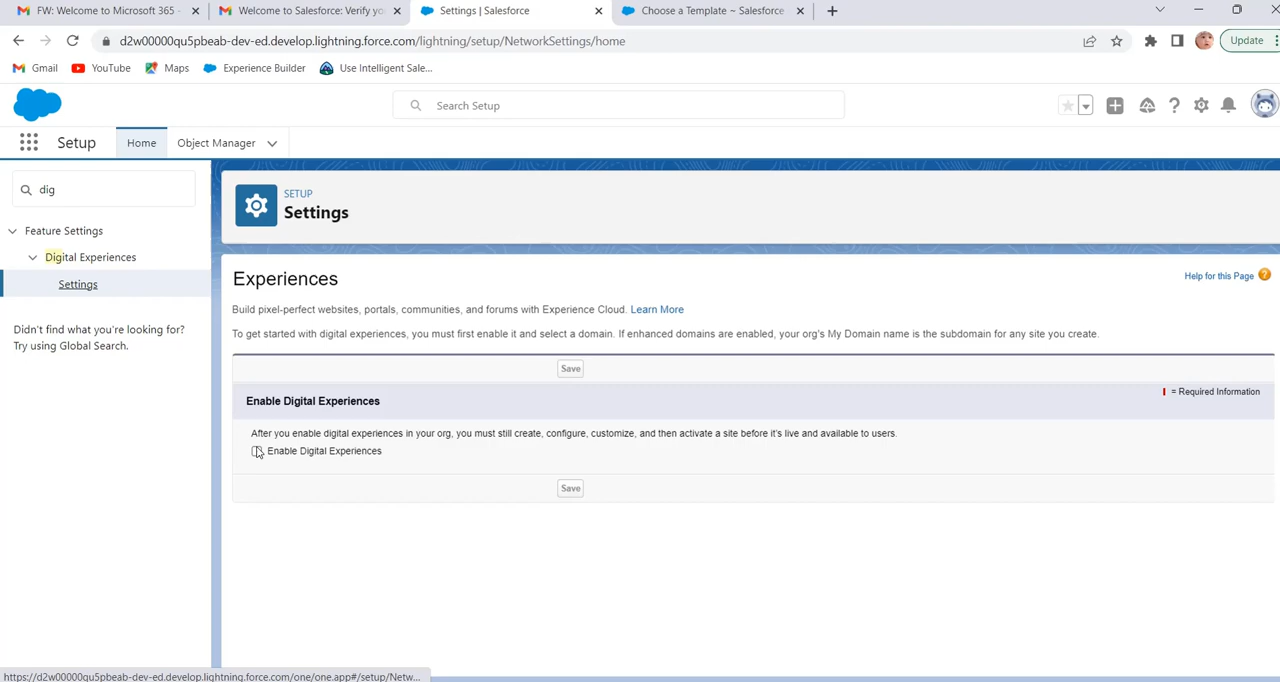 FW: Welcome to Microsoft 365 -
Welcome to Salesforce: Verify yo
Settings | Salesforce
Choose a Template ~ Salesforce
d2w00000qu5pbeab-dev-ed.develop.lightning.force.com/lightning/setup/NetworkSettings/home
Update
Gmail
YouTube
Maps
Experience Builder
Use Intelligent Sale...
Search Setup
Setup
Home
Object Manager
dig
Feature Settings
Digital Experiences
Settings
Didn't find what you're looking for?
Try using Global Search.
SETUP
Settings
Experiences
Help for this Page
Build pixel-perfect websites, portals, communities, and forums with Experience Cloud. Learn More
To get started with digital experiences, you must first enable it and select a domain. If enhanced domains are enabled, your org's My Domain name is the subdomain for any site you create.
Save
Enable Digital Experiences
= Required Information
After you enable digital experiences in your org, you must still create, configure, customize, and then activate a site before it's live and available to users.
Enable Digital Experiences
Save
https://d2w00000qu5pbeab-dev-ed.develop.lightning.force.com/one/one.app#/setup/Netw...